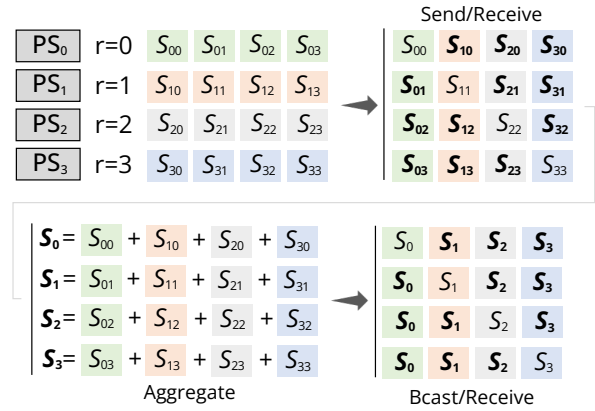 Send/Receive
PS₀ r=0 S₀₀ S₀₁ S₀₂ S₀₃
PS₁ r=1 S₁₀ S₁₁ S₁₂ S₁₃
PS₂ r=2 S₂₀ S₂₁ S₂₂ S₂₃
PS₃ r=3 S₃₀ S₃₁ S₃₂ S₃₃
S₀₀ S₁₀ S₂₀ S₃₀
S₀₁ S₁₁ S₂₁ S₃₁
S₀₂ S₁₂ S₂₂ S₃₂
S₀₃ S₁₃ S₂₃ S₃₃
S₀= S₀₀ + S₁₀ + S₂₀ + S₃₀
S₁= S₀₁ + S₁₁ + S₂₁ + S₃₁
S₂= S₀₂ + S₁₂ + S₂₂ + S₃₂
S₃= S₀₃ + S₁₃ + S₂₃ + S₃₃
Aggregate
S₀ S₁ S₂ S₃
S₀ S₁ S₂ S₃
S₀ S₁ S₂ S₃
S₀ S₁ S₂ S₃
Bcast/Receive